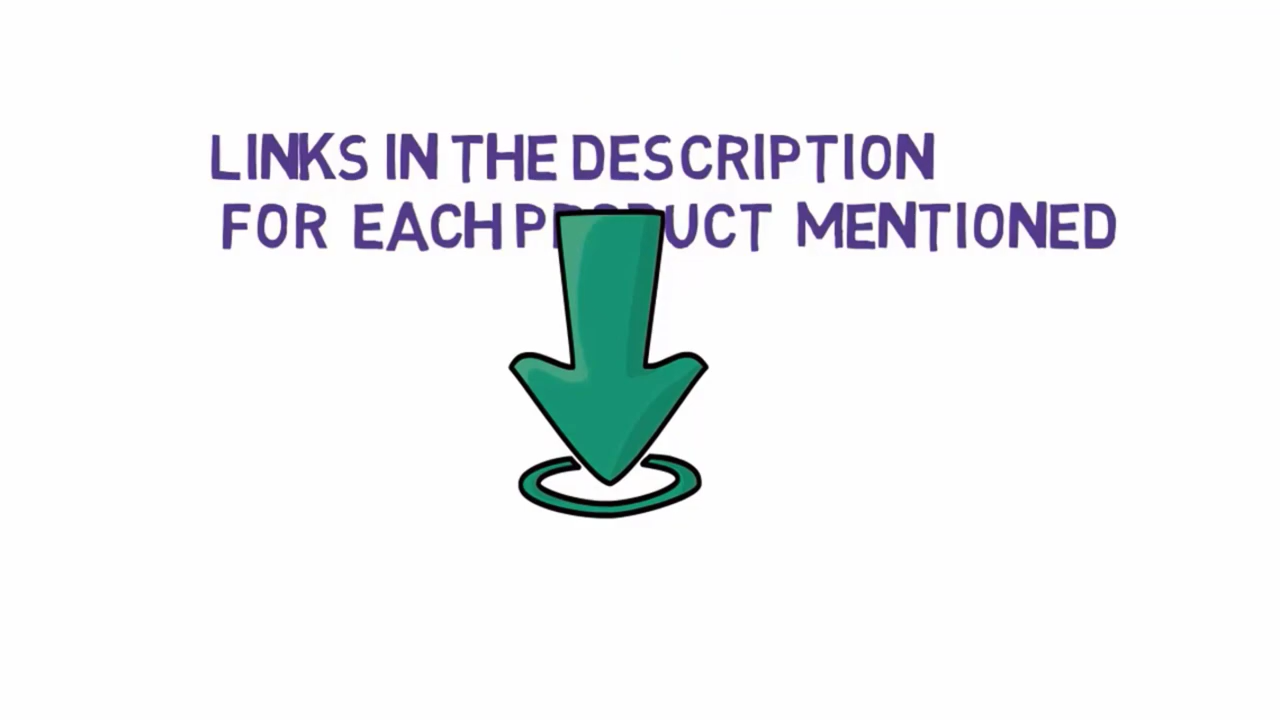 LINKS IN THE DESCRIPTION
FOR EACH PRODUCT MENTIONED